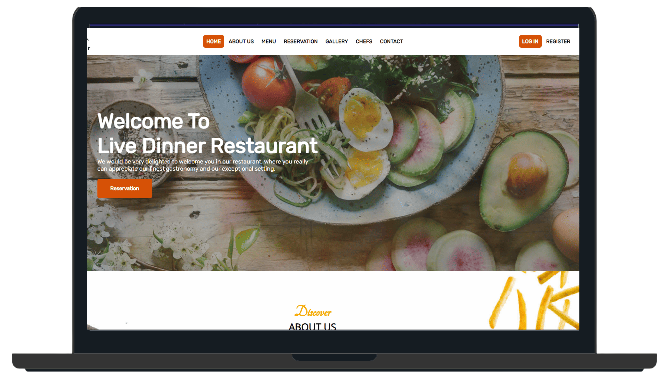 HOME ABOUT US MENU RESERVATION GALLERY CHEFS CONTACT LOG IN REGISTER
Welcome To
Live Dinner Restaurant
We would be very delighted to welcome you in our restaurant, where you really
can appreciate our finest gastronomy and our exceptional setting.
Reservation
Discover
ABOUT US